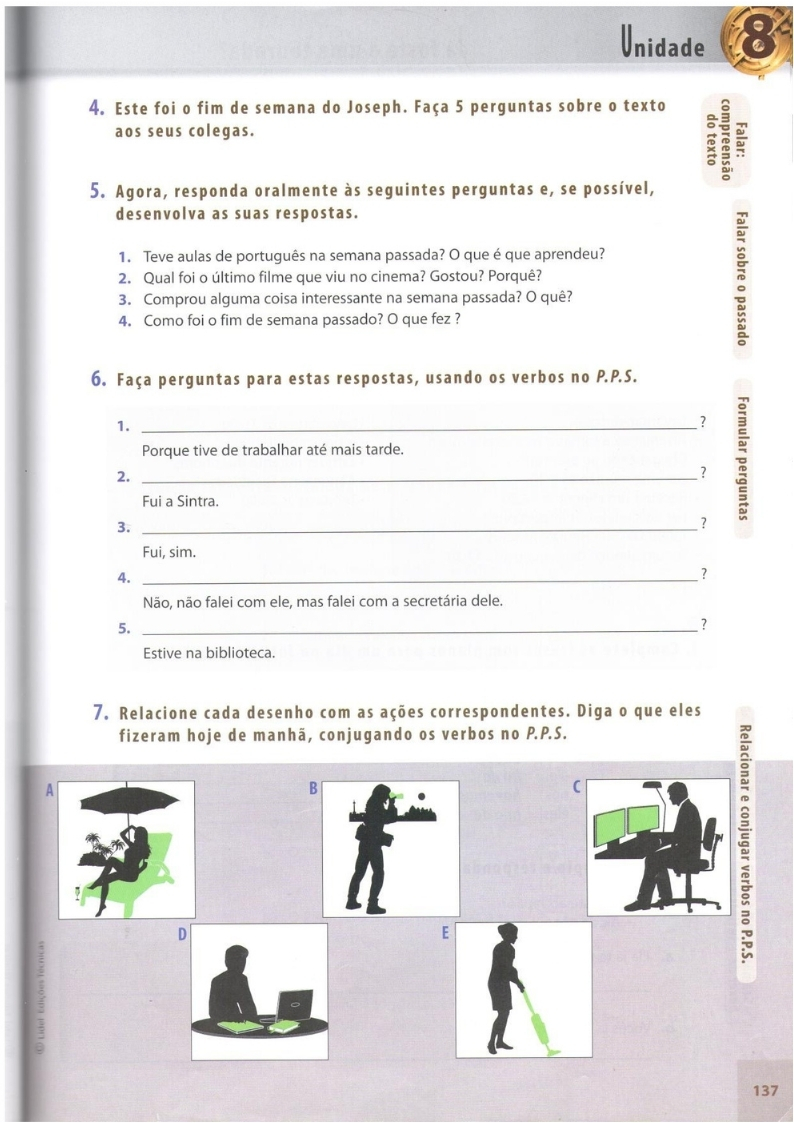 Unidade 8
4. Este foi o fim de semana do Joseph. Faça 5 perguntas sobre o texto
aos seus colegas.
Falar:
compreensão
do texto
5. Agora, responda oralmente às seguintes perguntas e, se possível,
desenvolva as suas respostas.
1. Teve aulas de português na semana passada? O que é que aprendeu?
2. Qual foi o último filme que viu no cinema? Gostou? Porquê?
3. Comprou alguma coisa interessante na semana passada? O quê?
4. Como foi o fim de semana passado? O que fez ?
Falar sobre o passado
6. Faça perguntas para estas respostas, usando os verbos no P.P.S.
1. ?
Porque tive de trabalhar até mais tarde.
2. ?
Fui a Sintra.
3. ?
Fui, sim.
4. ?
Não, não falei com ele, mas falei com a secretária dele.
5. ?
Estive na biblioteca.
Formular perguntas
7. Relacione cada desenho com as ações correspondentes. Diga o que eles
fizeram hoje de manhã, conjugando os verbos no P.P.S.
Relacionar e conjugar verbos no P.P.S.
A
B
C
D
E
© Lidel Edições Técnicas
137